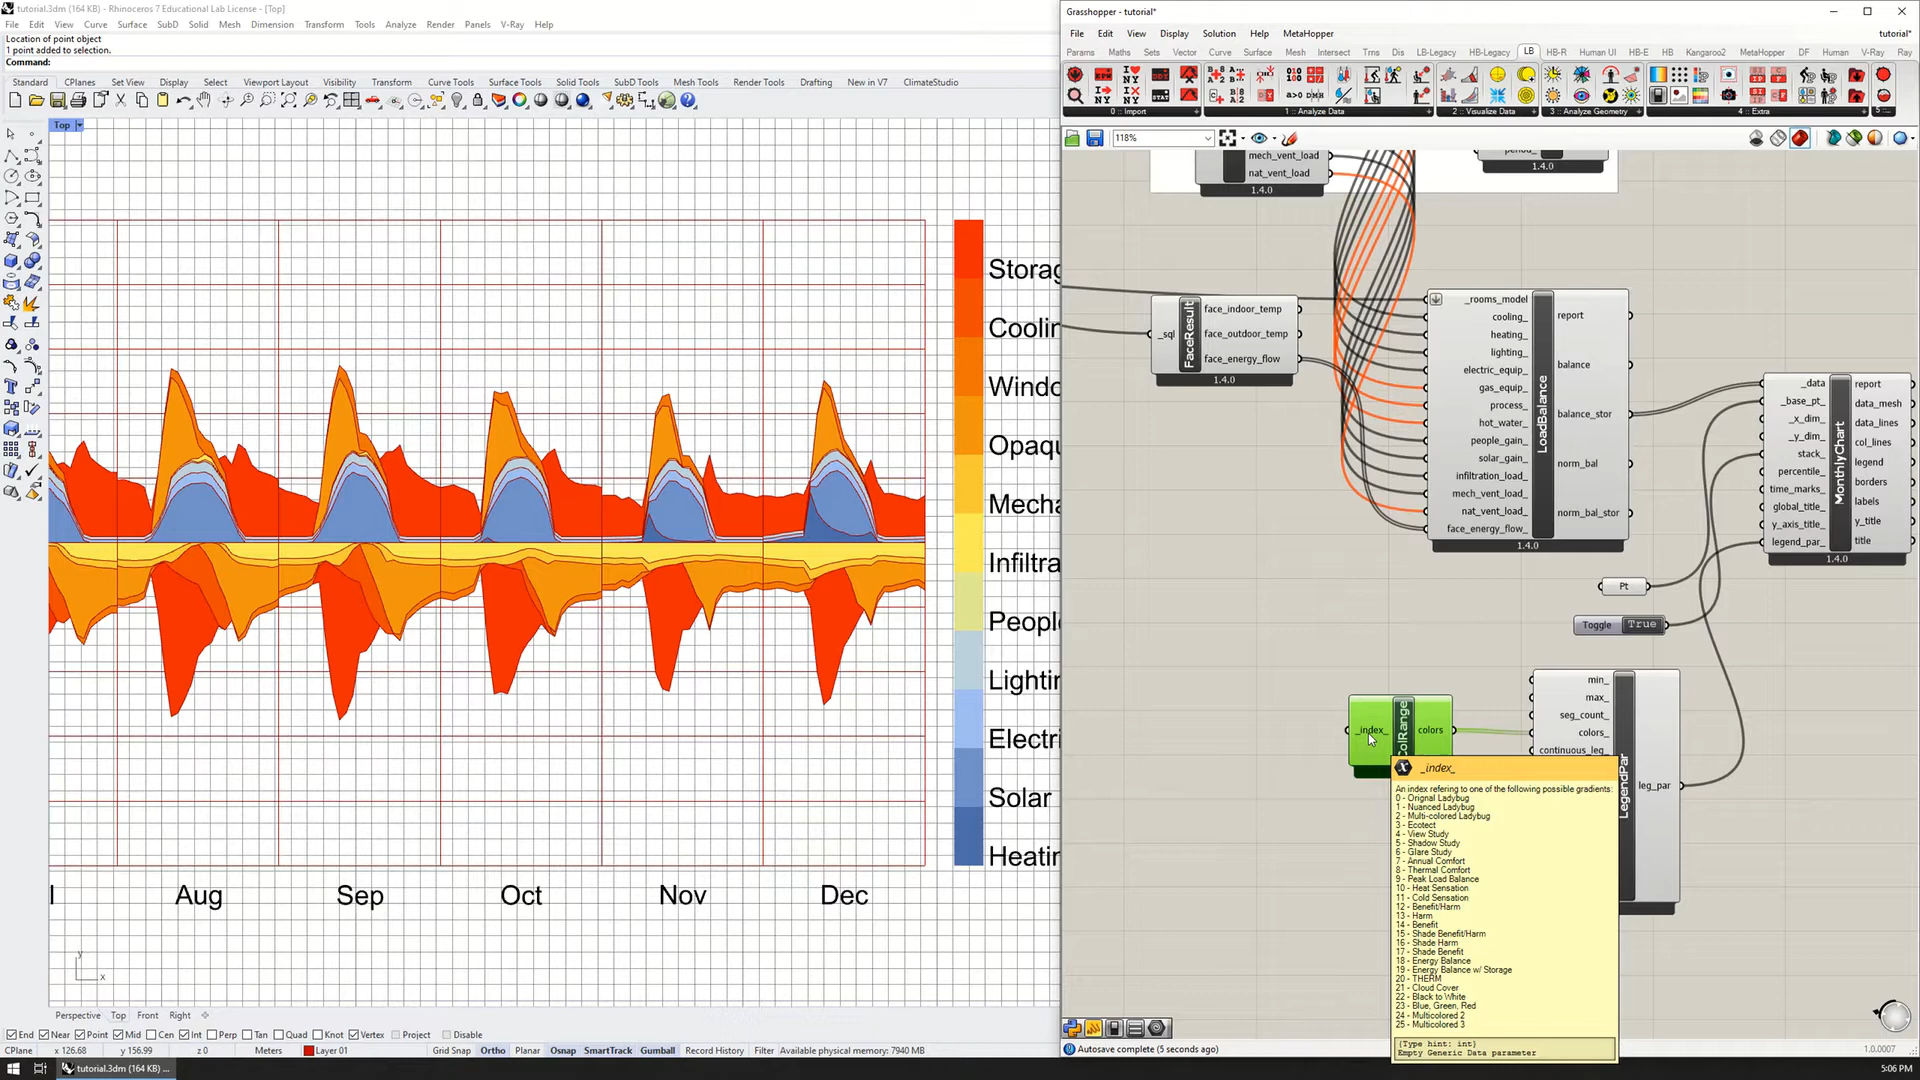 tutorial.3dm (164 KB) - Rhinoceros 7 Educational Lab License - [Top]
File Edit View Curve Surface SubD Solid Mesh Dimension Transform Tools Analyze Render Panels V-Ray Help
Location of point object
1 point added to selection.
Command:
Standard CPlanes Set View Display Select Viewport Layout Visibility Transform Curve Tools Surface Tools Solid Tools SubD Tools Mesh Tools Render Tools Drafting New in V7 ClimateStudio
Top
Storag
Coolin
Windo
Opaqu
Mecha
Infiltra
People
Lightin
Electri
Solar
Heatin
Aug Sep Oct Nov Dec
y
x
Perspective Top Front Right
End Near Point Mid Cen Int Perp Tan Quad Knot Vertex Project Disable
CPlane x 126.68 y 156.99 z 0 Meters Layer 01 Grid Snap Ortho Planar Osnap SmartTrack Gumball Record History Filter Available physical memory: 7940 MB
tutorial.3dm (164 KB) ...
Grasshopper - tutorial*
File Edit View Display Solution Help MetaHopper tutorial*
Params Maths Sets Vector Curve Surface Mesh Intersect Trns Dis LB-Legacy HB-Legacy LB HB-R Human UI HB-E HB Kangaroo2 MetaHopper DF Human V-Ray Ray
0 :: Import 1 :: Analyze Data 2 :: Visualize Data 3 :: Analyze Geometry 4 :: Extra 5 ::
118%
mech_vent_load
nat_vent_load
1.4.0
1.4.0
_sql
FaceResult
face_indoor_temp
face_outdoor_temp
face_energy_flow
1.4.0
_rooms_model
cooling_
heating_
lighting_
electric_equip_
gas_equip_
process_
hot_water_
people_gain_
solar_gain_
infiltration_load_
mech_vent_load_
nat_vent_load_
face_energy_flow_
LoadBalance
report
balance
balance_stor
norm_bal
norm_bal_stor
1.4.0
_data
_base_pt_
_x_dim_
_y_dim_
stack_
percentile_
time_marks_
global_title_
y_axis_title_
legend_par_
MonthlyChart
report
data_mesh
data_lines
col_lines
legend
borders
labels
y_title
title
1.4.0
Pt
Toggle True
_index_
ColRange
colors
min_
max_
seg_count_
colors_
continuous_leg_
LegendPar
leg_par
_index_
An index refering to one of the following possible gradients:
0 - Orignal Ladybug
1 - Nuanced Ladybug
2 - Multi-colored Ladybug
3 - Ecotect
4 - View Study
5 - Shadow Study
6 - Glare Study
7 - Annual Comfort
8 - Thermal Comfort
9 - Peak Load Balance
10 - Heat Sensation
11 - Cold Sensation
12 - Benefit/Harm
13 - Harm
14 - Benefit
15 - Shade Benefit/Harm
16 - Shade Harm
17 - Shade Benefit
18 - Energy Balance
19 - Energy Balance w/ Storage
20 - THERM
21 - Cloud Cover
22 - Black to White
23 - Blue, Green, Red
24 - Multicolored 2
25 - Multicolored 3
(Type hint: int)
Empty Generic Data parameter
Autosave complete (5 seconds ago)
1.0.0007
5:06 PM